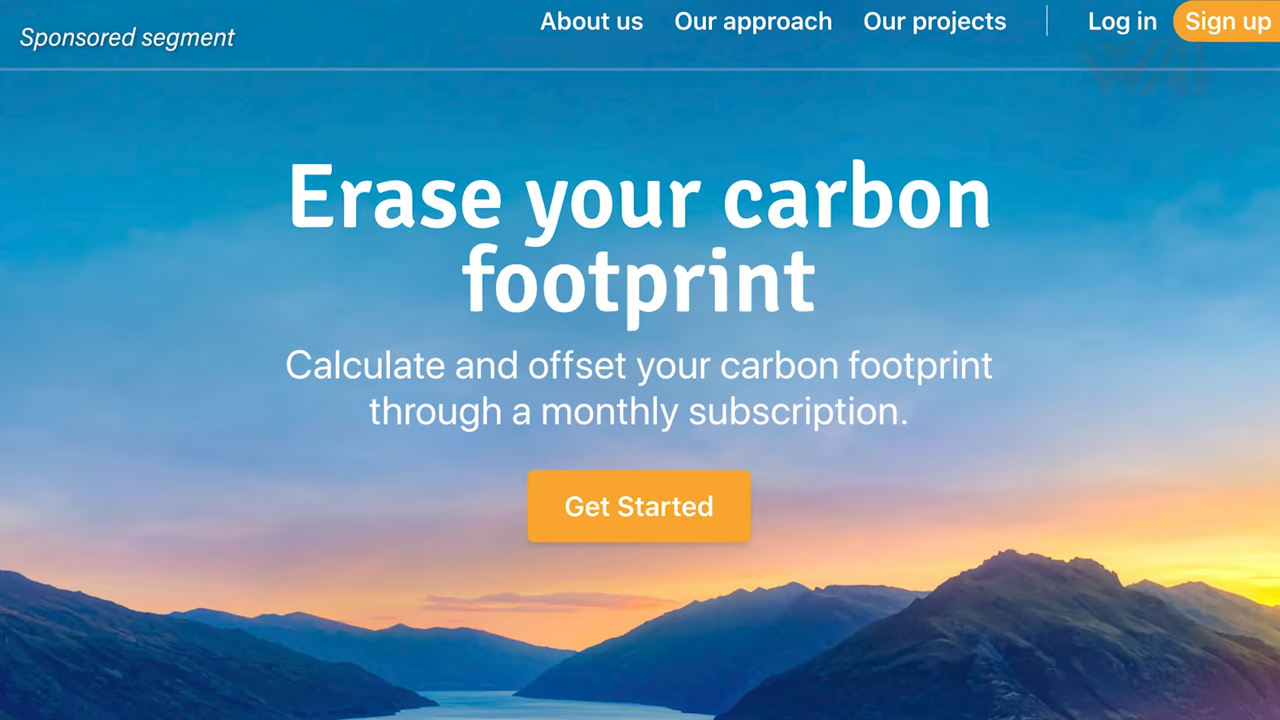 Sponsored segment
About us Our approach Our projects Log in Sign up
Erase your carbon
footprint
Calculate and offset your carbon footprint
through a monthly subscription.
Get Started